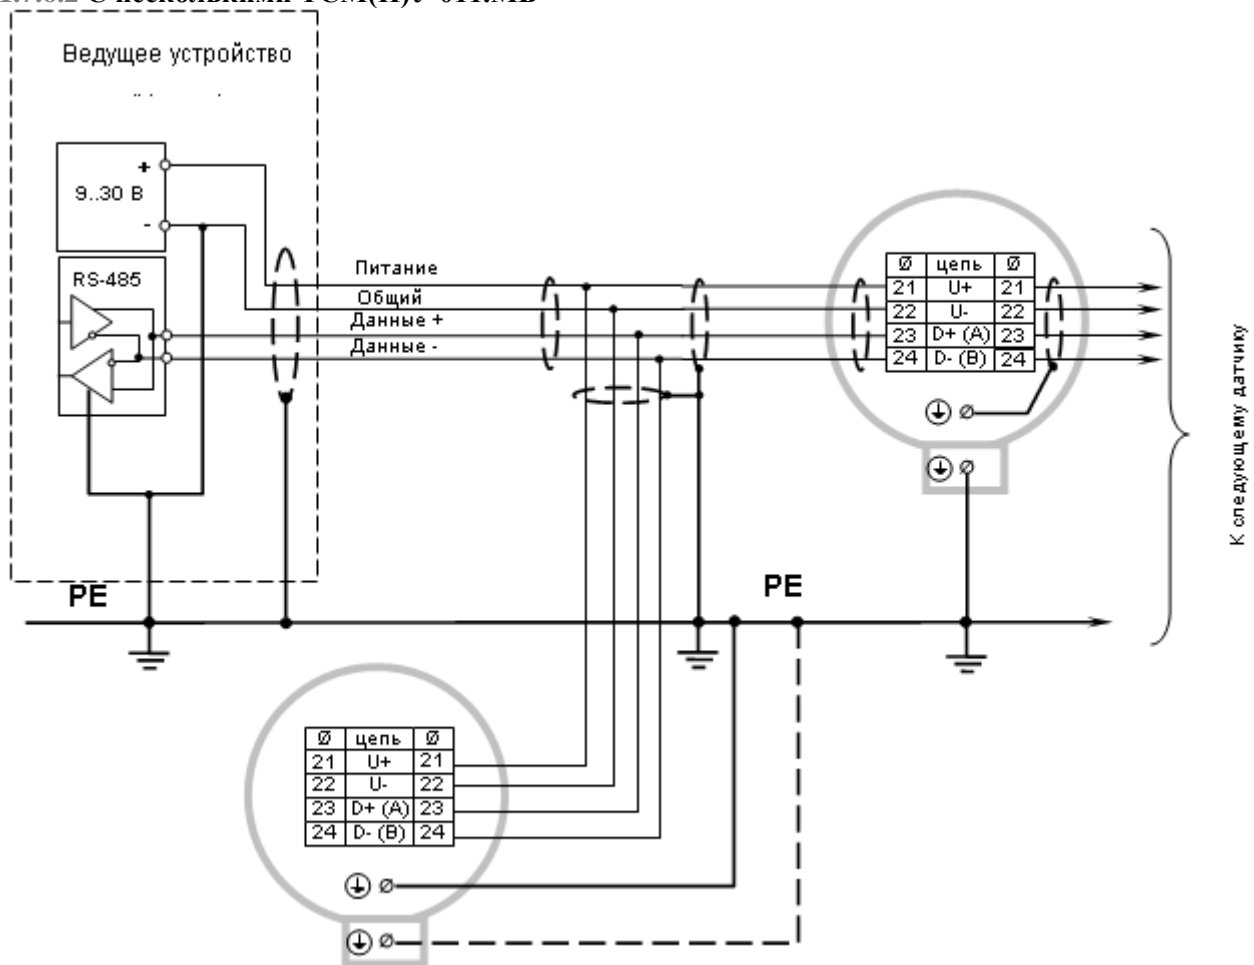 Ведущее устройство
+
9..30 В
-
RS-485
Питание
Общий
Данные +
Данные -
Ø цепь Ø
21 U+ 21
22 U- 22
23 D+ (A) 23
24 D- (B) 24
Ø
Ø
К следующему датчику
PE
PE
Ø цепь Ø
21 U+ 21
22 U- 22
23 D+ (A) 23
24 D- (B) 24
Ø
Ø